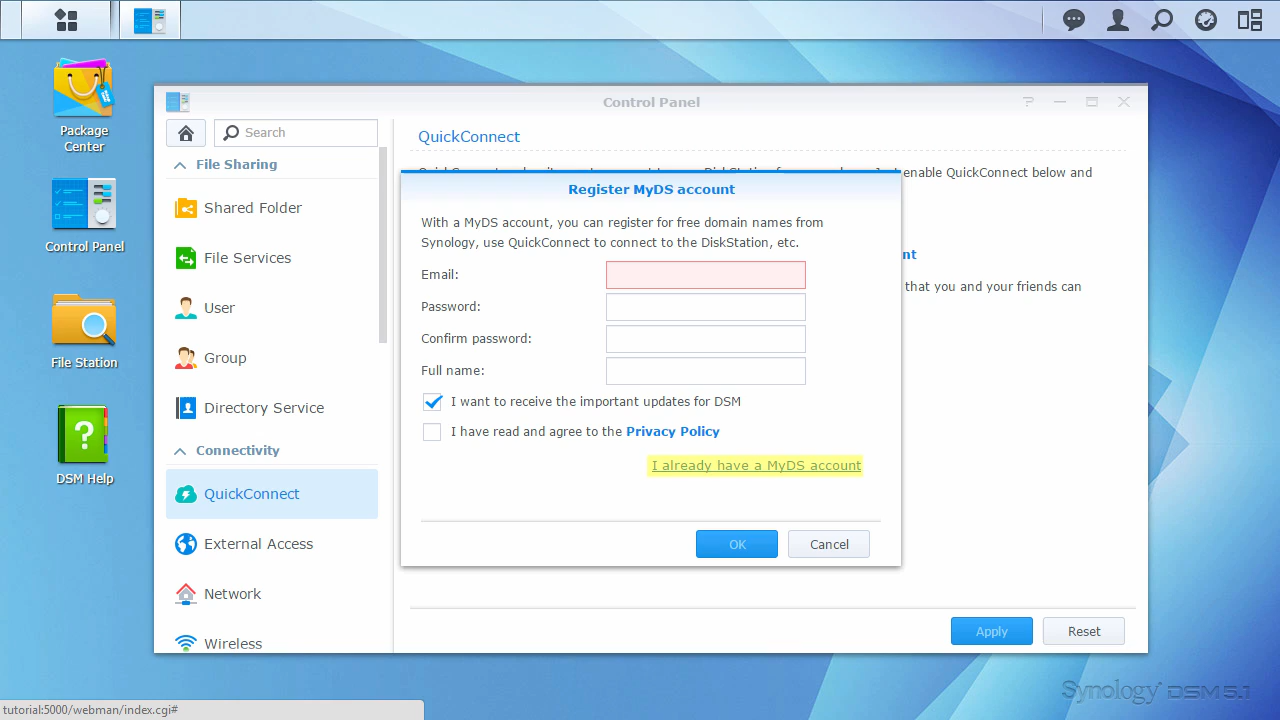 Control Panel
Search
File Sharing
Shared Folder
File Services
User
Group
Directory Service
Connectivity
QuickConnect
External Access
Network
Wireless
Package
Center
Control Panel
File Station
DSM Help
QuickConnect
enable QuickConnect below and
nt
that you and your friends can
Register MyDS account
With a MyDS account, you can register for free domain names from
Synology, use QuickConnect to connect to the DiskStation, etc.
Email:
Password:
Confirm password:
Full name:
I want to receive the important updates for DSM
I have read and agree to the Privacy Policy
I already have a MyDS account
OK Cancel
Apply Reset
Synology DSM 5.1
tutorial:5000/webman/index.cgi#